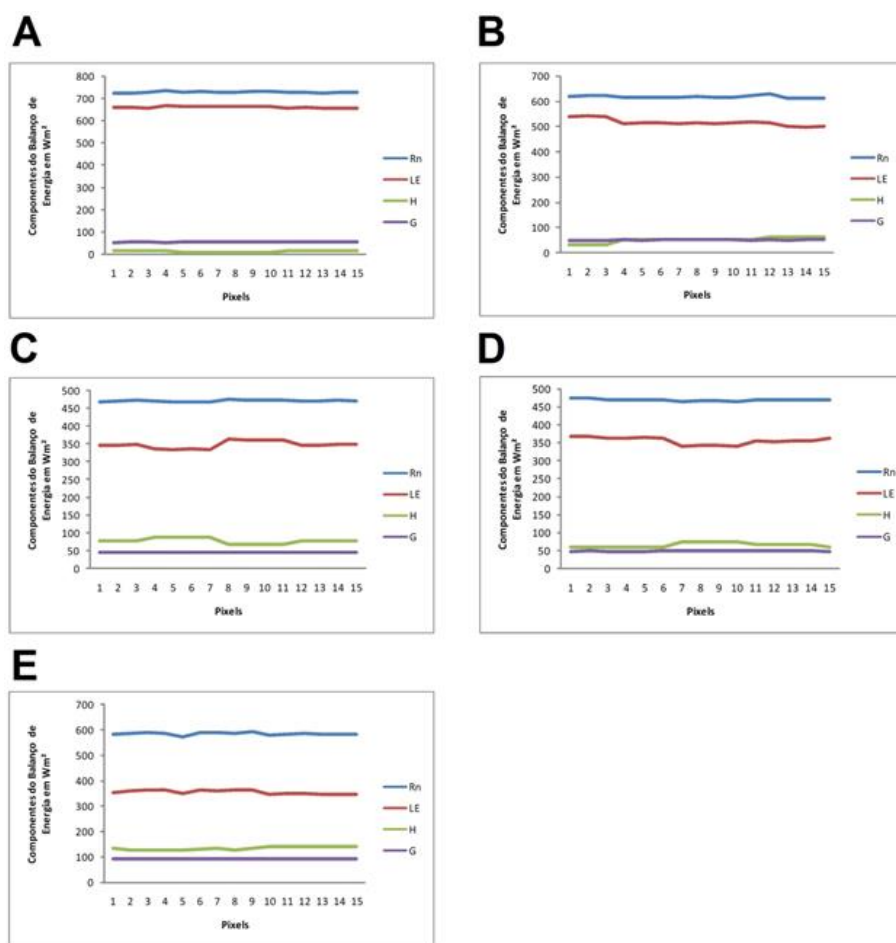 A
Componentes do Balanço de
Energia em Wm²
800
700
600
500
400
300
200
100
0
1 2 3 4 5 6 7 8 9 10 11 12 13 14 15
Pixels
Rn
LE
H
G
B
Componentes do Balanço de
Energia em Wm²
700
600
500
400
300
200
100
0
1 2 3 4 5 6 7 8 9 10 11 12 13 14 15
Pixels
Rn
LE
H
G
C
Componentes do Balanço de
Energia em Wm²
500
450
400
350
300
250
200
150
100
50
0
1 2 3 4 5 6 7 8 9 10 11 12 13 14 15
Pixels
Rn
LE
H
G
D
Componentes do Balanço de
Energia em Wm²
500
450
400
350
300
250
200
150
100
50
0
1 2 3 4 5 6 7 8 9 10 11 12 13 14 15
Pixels
Rn
LE
H
G
E
Componentes do Balanço de
Energia em Wm²
700
600
500
400
300
200
100
0
1 2 3 4 5 6 7 8 9 10 11 12 13 14 15
Pixels
Rn
LE
H
G